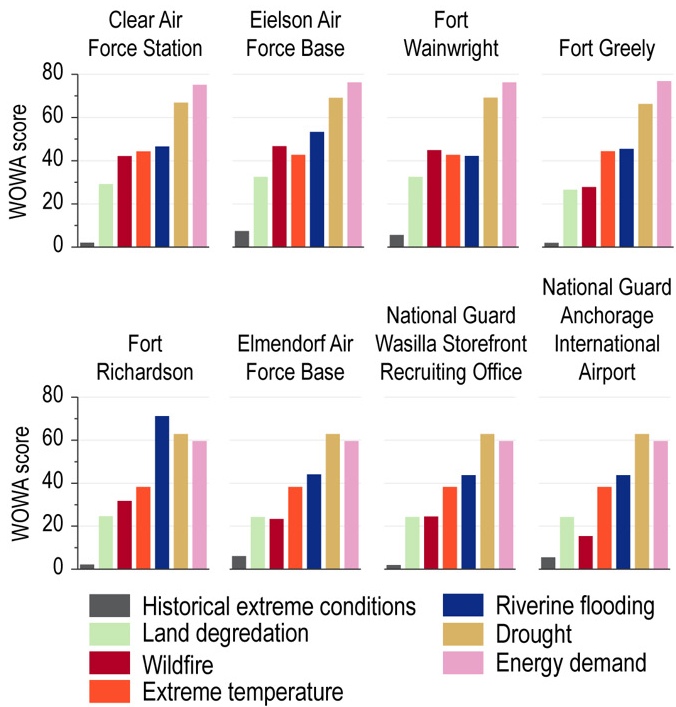 Clear Air
Force Station
Eielson Air
Force Base
Fort
Wainwright
Fort Greely
WOWA score
80
60
40
20
0
Fort
Richardson
Elmendorf Air
Force Base
National Guard
Wasilla Storefront
Recruiting Office
National Guard
Anchorage
International
Airport
WOWA score
80
60
40
20
0
Historical extreme conditions
Land degredation
Wildfire
Extreme temperature
Riverine flooding
Drought
Energy demand